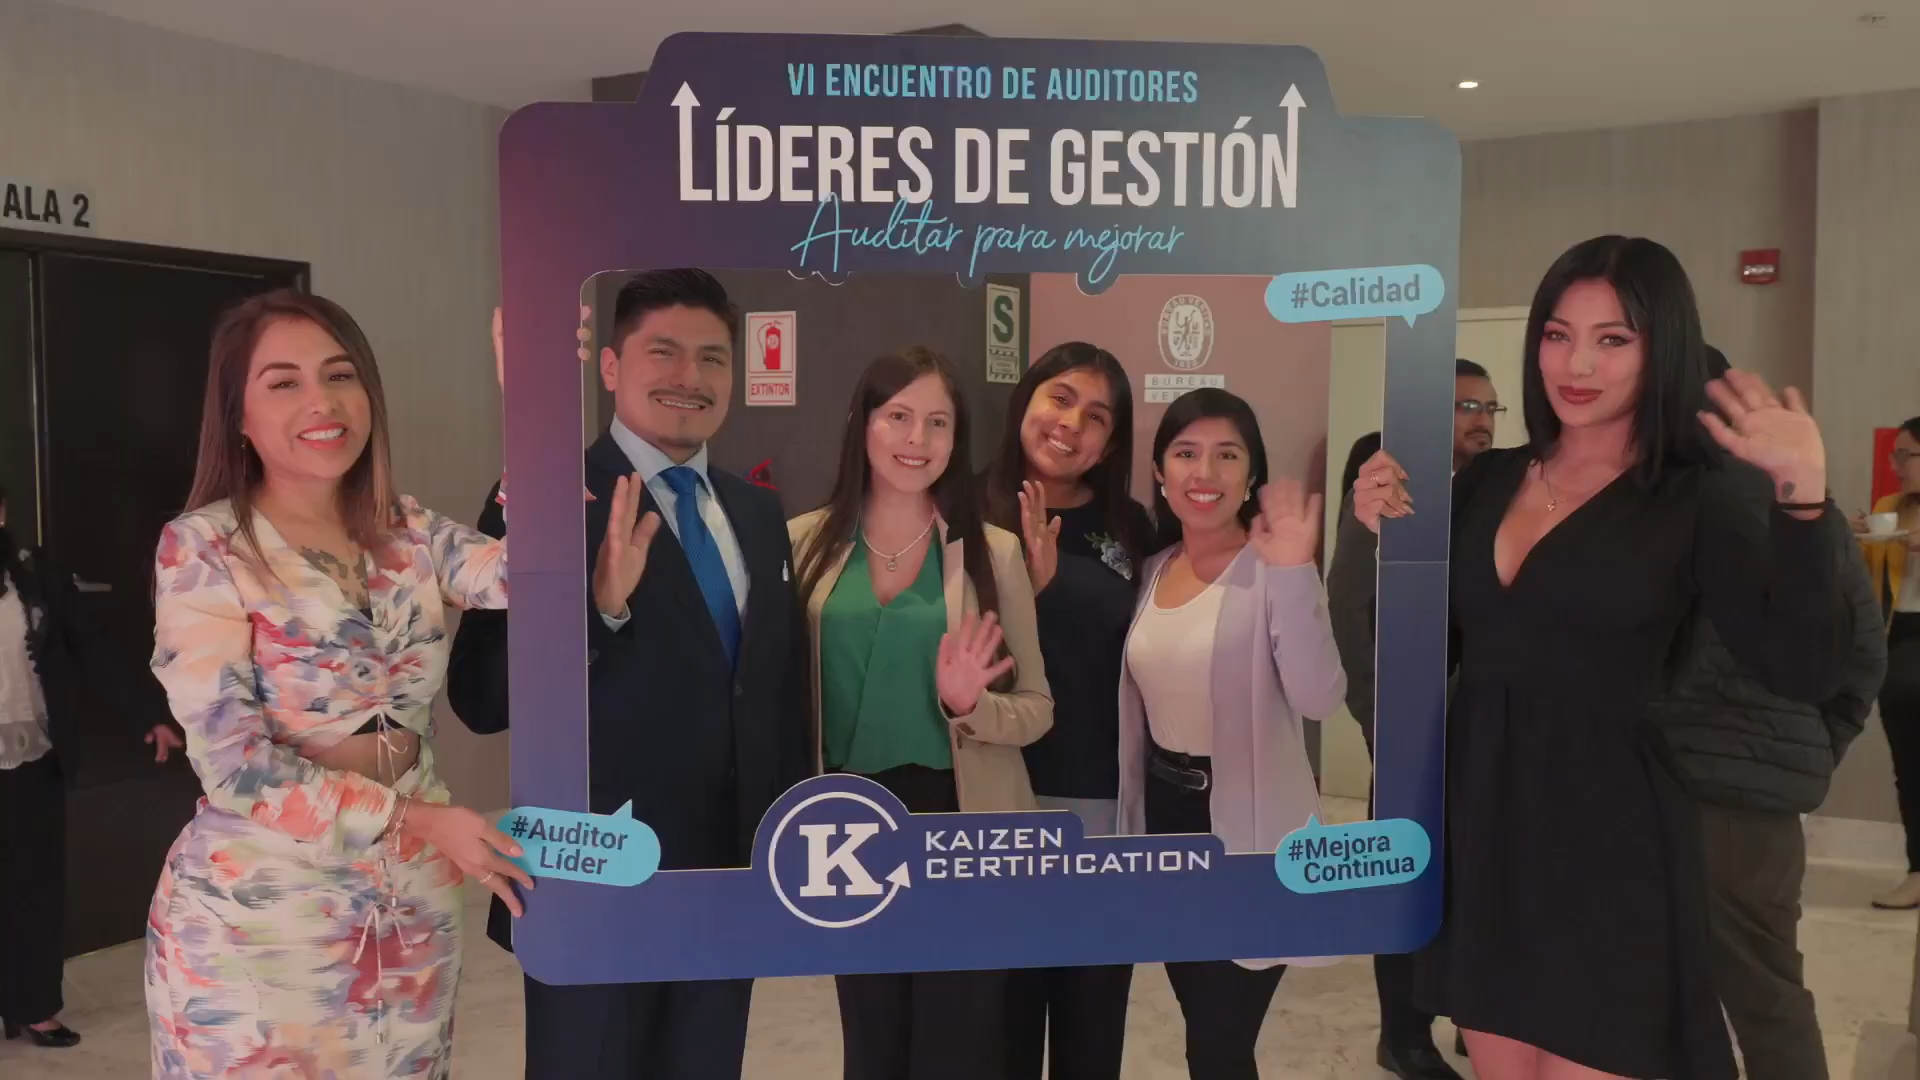 VI ENCUENTRO DE AUDITORES
LÍDERES DE GESTIÓN
Auditar para mejorar
ALA 2
#Calidad
S
EXTINTOR
BUREAU
#Auditor
Líder
K
KAIZEN
CERTIFICATION
#Mejora
Continua